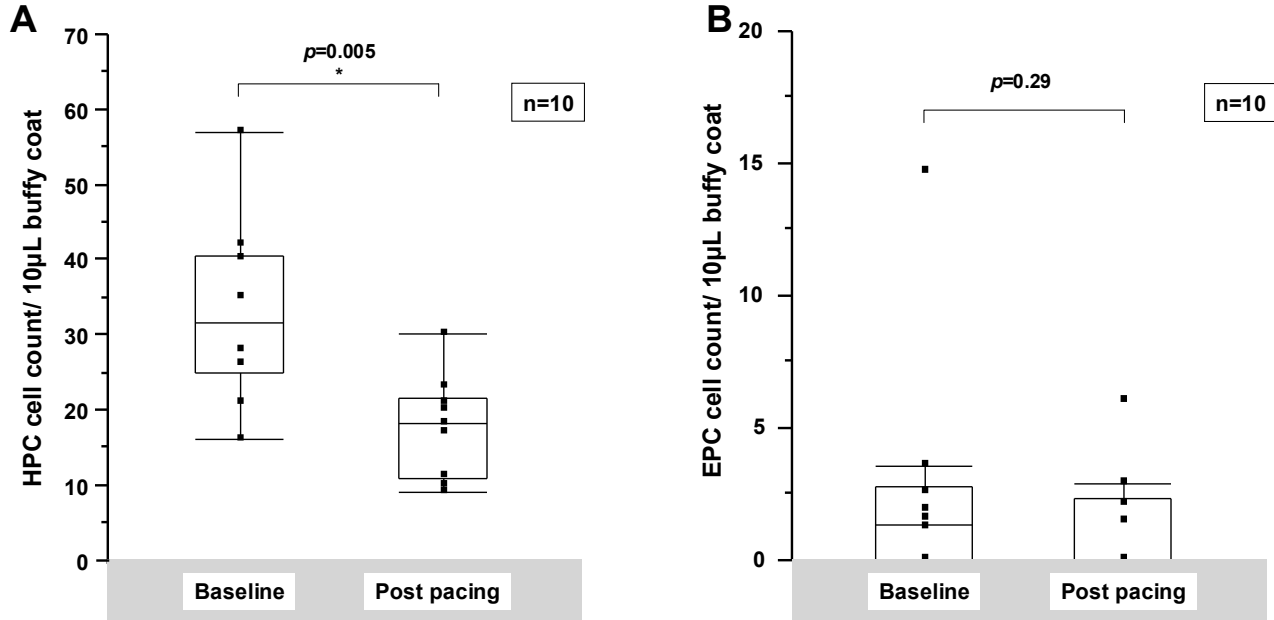 A
HPC cell count/ 10µL buffy coat
70
60
50
40
30
20
10
0
p=0.005
*
n=10
Baseline
Post pacing
B
EPC cell count/ 10µL buffy coat
20
15
10
5
0
p=0.29
n=10
Baseline
Post pacing